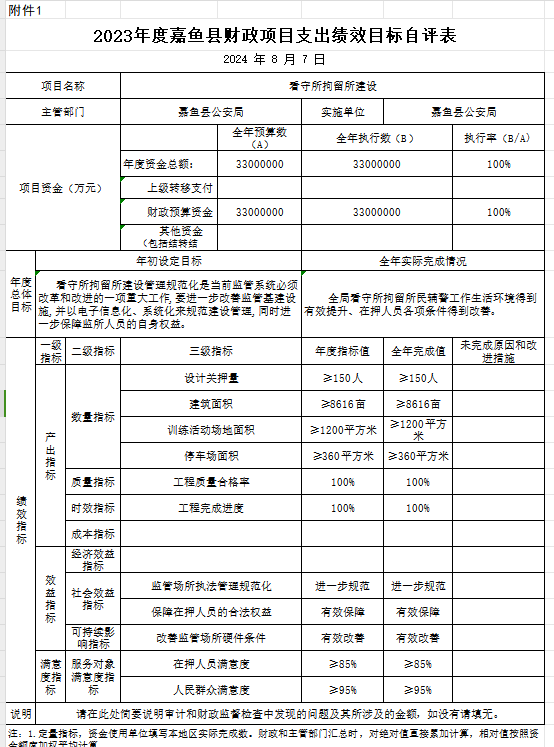 附件1
2023年度嘉鱼县财政项目支出绩效目标自评表
2024 年 8 月 7 日
项目名称 看守所拘留所建设
主管部门 嘉鱼县公安局 实施单位 嘉鱼县公安局
项目资金（万元） 全年预算数（A） 全年执行数（B） 执行率（B/A）
年度资金总额： 33000000 33000000 100%
上级转移支付
财政预算资金 33000000 33000000 100%
其他资金
（包括结转结
年度总体目标 年初设定目标 全年实际完成情况
看守所拘留所建设管理规范化是当前监管系统必须
改革和改进的一项重大工作,要进一步改善监管基建设
施,并以电子信息化、系统化来规范建设管理,同时进
一步保障监所人员的自身权益。
全局看守所拘留所民辅警工作生活环境得到
有效提升、在押人员各项条件得到改善。
绩效指标 一级指标 二级指标 三级指标 年度指标值 全年完成值 未完成原因和改进措施
产出指标 数量指标 设计关押量 ≥150人 ≥150人
建筑面积 ≥8616亩 ≥8616亩
训练活动场地面积 ≥1200平方米 ≥1200平方米
停车场面积 ≥360平方米 ≥360平方米
质量指标 工程质量合格率 100% 100%
时效指标 工程完成进度 100% 100%
成本指标
效益指标 经济效益指标
社会效益指标 监管场所执法管理规范化 进一步规范 进一步规范
保障在押人员的合法权益 有效保障 有效保障
可持续影响指标 改善监管场所硬件条件 有效改善 有效改善
满意度指标 服务对象满意度指标 在押人员满意度 ≥85% ≥85%
人民群众满意度 ≥95% ≥95%
说明 请在此处简要说明审计和财政监督检查中发现的问题及其所涉及的金额，如没有请填无。
注：1.定量指标，资金使用单位填写本地区实际完成数。财政和主管部门汇总时，对绝对值直接累加计算，相对值按照资
金额度加权平均计算